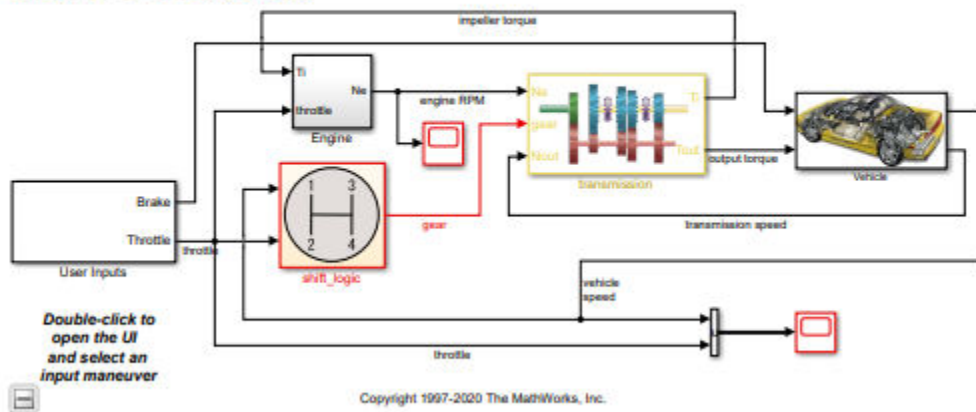 impeller torque
Ti
Ne
throttle
Engine
engine RPM
Ne
gear
Nout
Ti
Tout
transmission
output torque
Vehicle
transmission speed
Brake
Throttle
User Inputs
throttle
1 3
2 4
shift_logic
gear
vehicle
speed
throttle
Double-click to
open the UI
and select an
input maneuver
Copyright 1997-2020 The MathWorks, Inc.